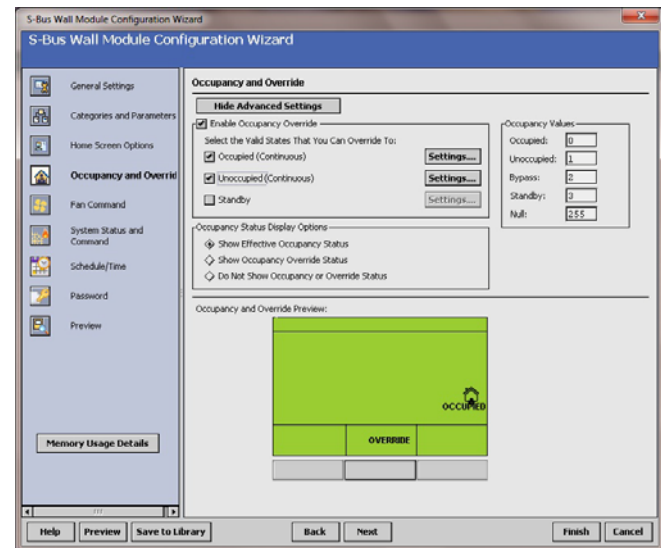 S-Bus Wall Module Configuration Wizard
S-Bus Wall Module Configuration Wizard
General Settings
Categories and Parameters
Home Screen Options
Occupancy and Overrid
Fan Command
System Status and
Command
Schedule/Time
Password
Preview
Memory Usage Details
Occupancy and Override
Hide Advanced Settings
Enable Occupancy Override
Select the Valid States That You Can Override To:
Occupied (Continuous) Settings....
Unoccupied (Continuous) Settings....
Standby Settings....
Occupancy Values
Occupied: 0
Unoccupied: 1
Bypass: 2
Standby: 3
Null: 255
Occupancy Status Display Options
Show Effective Occupancy Status
Show Occupancy Override Status
Do Not Show Occupancy or Override Status
Occupancy and Override Preview:
OCCUPIED
OVERRIDE
Help Preview Save to Library Back Next Finish Cancel